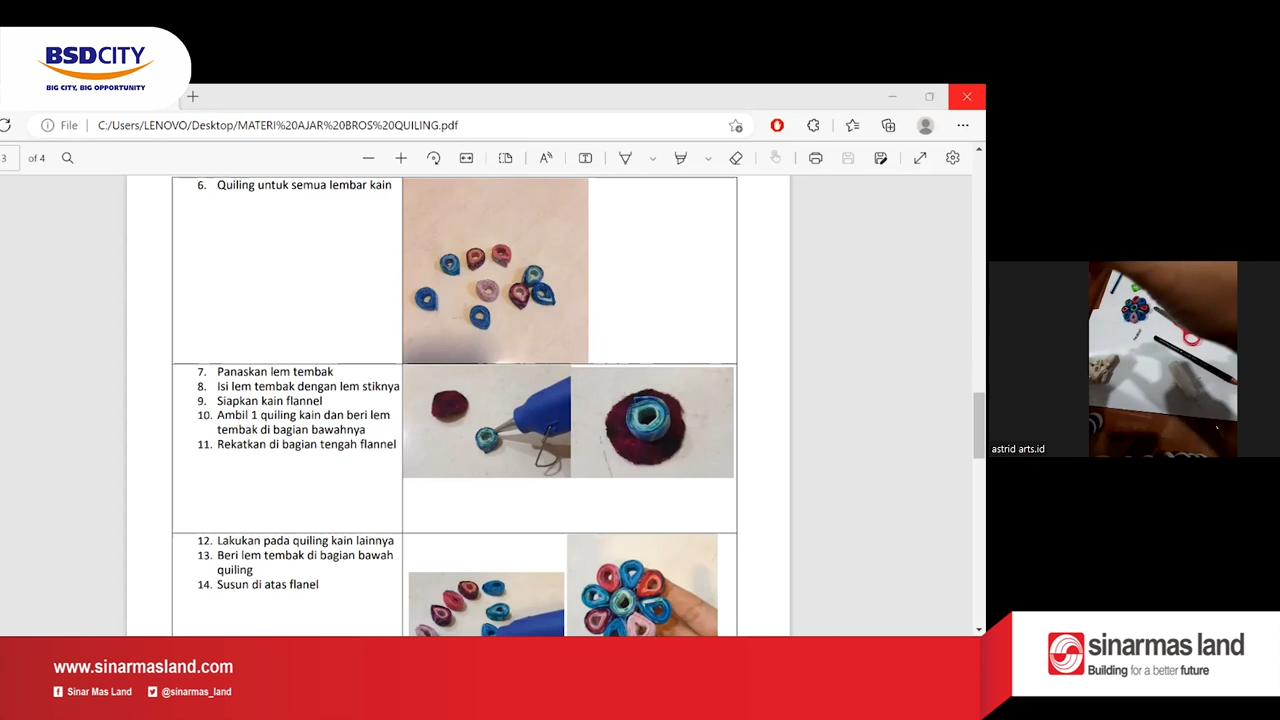 BSDCITY
BIG CITY, BIG OPPORTUNITY
File
C:/Users/LENOVO/Desktop/MATERI%20AJAR%20BROS%20QUILING.pdf
3 of 4
6. Quiling untuk semua lembar kain
7. Panaskan lem tembak
8. Isi lem tembak dengan lem stiknya
9. Siapkan kain flannel
10. Ambil 1 quiling kain dan beri lem
tembak di bagian bawahnya
11. Rekatkan di bagian tengah flannel
12. Lakukan pada quiling kain lainnya
13. Beri lem tembak di bagian bawah
quiling
14. Susun di atas flanel
astrid arts.id
www.sinarmasland.com
Sinar Mas Land
@sinarmas_land
sinarmas land
Building for a better future